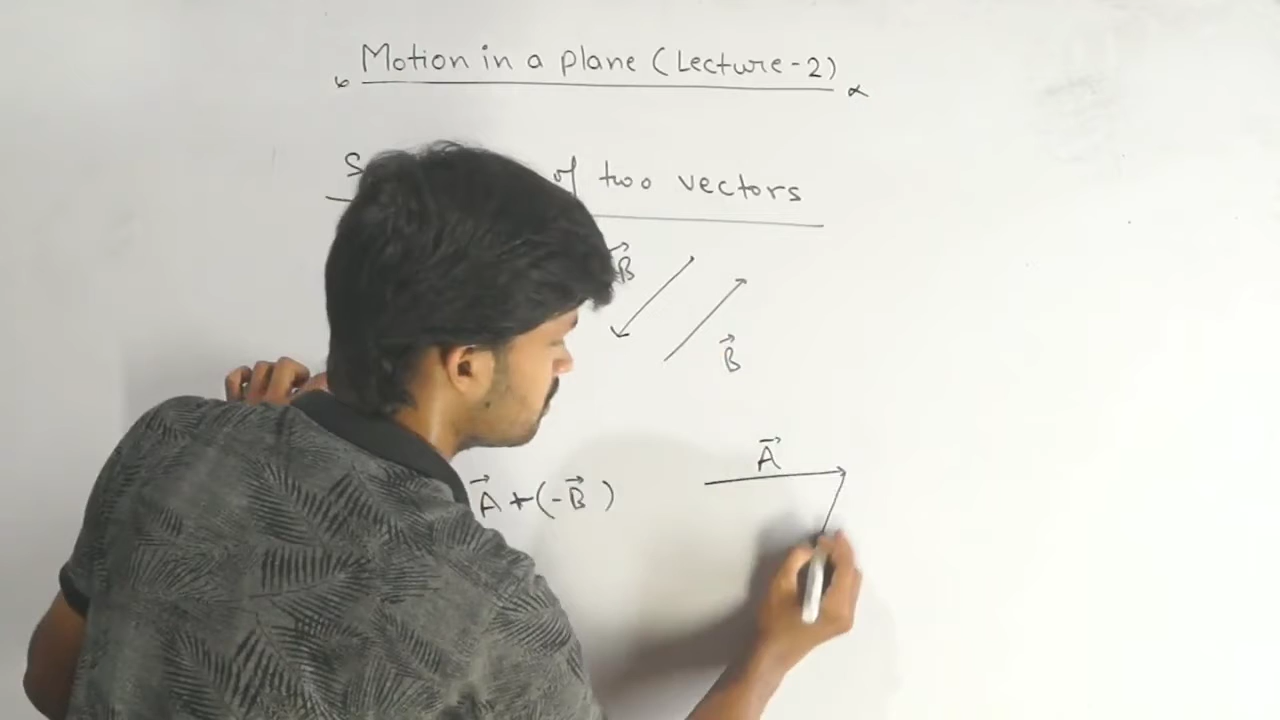 Motion in a plane (Lecture-2)
of two vectors
B⃗
B⃗
A⃗
A⃗ + (-B⃗)